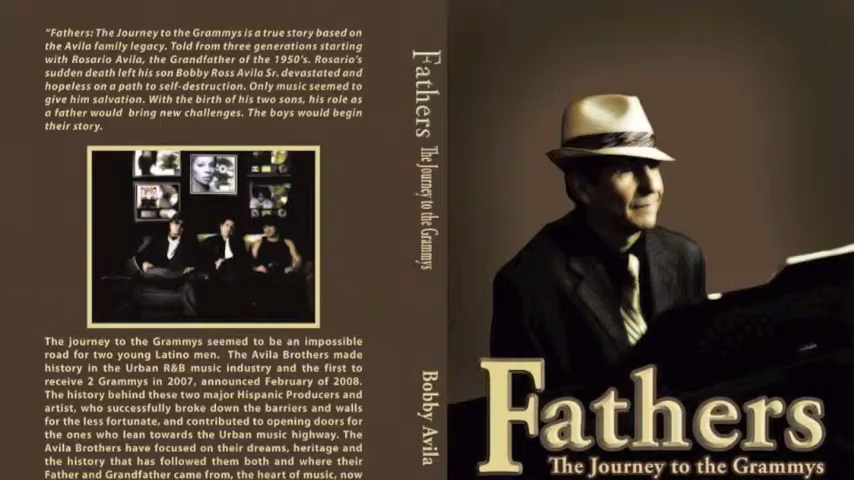 "Fathers: The Journey to the Grammys is a true story based on
the Avila family legacy. Told from three generations starting
with Rosario Avila, the Grandfather of the 1950's. Rosario's
sudden death left his son Bobby Ross Avila Sr. devastated and
hopeless on a path to self-destruction. Only music seemed to
give him salvation. With the birth of his two sons, his role as
a father would bring new challenges. The boys would begin
their story.
The journey to the Grammys seemed to be an impossible
road for two young Latino men. The Avila Brothers made
history in the Urban R&B music industry and the first to
receive 2 Grammys in 2007, announced February of 2008.
The history behind these two major Hispanic Producers and
artist, who successfully broke down the barriers and walls
for the less fortunate, and contributed to opening doors for
the ones who lean towards the Urban music highway. The
Avila Brothers have focused on their dreams, heritage and
the history that has followed them both and where their
Father and Grandfather came from, the heart of music, now
Fathers The Journey to the Grammys Bobby Avila
Fathers
The Journey to the Grammys